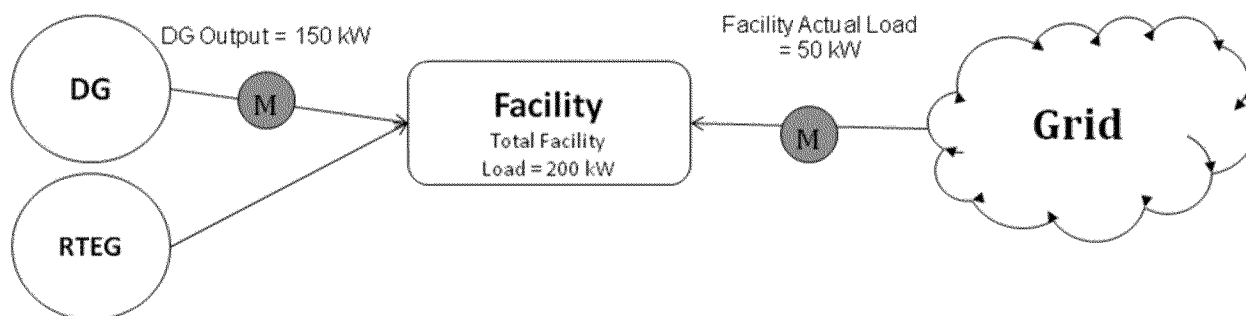 DG Output = 150 kW
Facility Actual Load
= 50 kW
DG
M
Facility
Total Facility
Load = 200 kW
M
Grid
RTEG